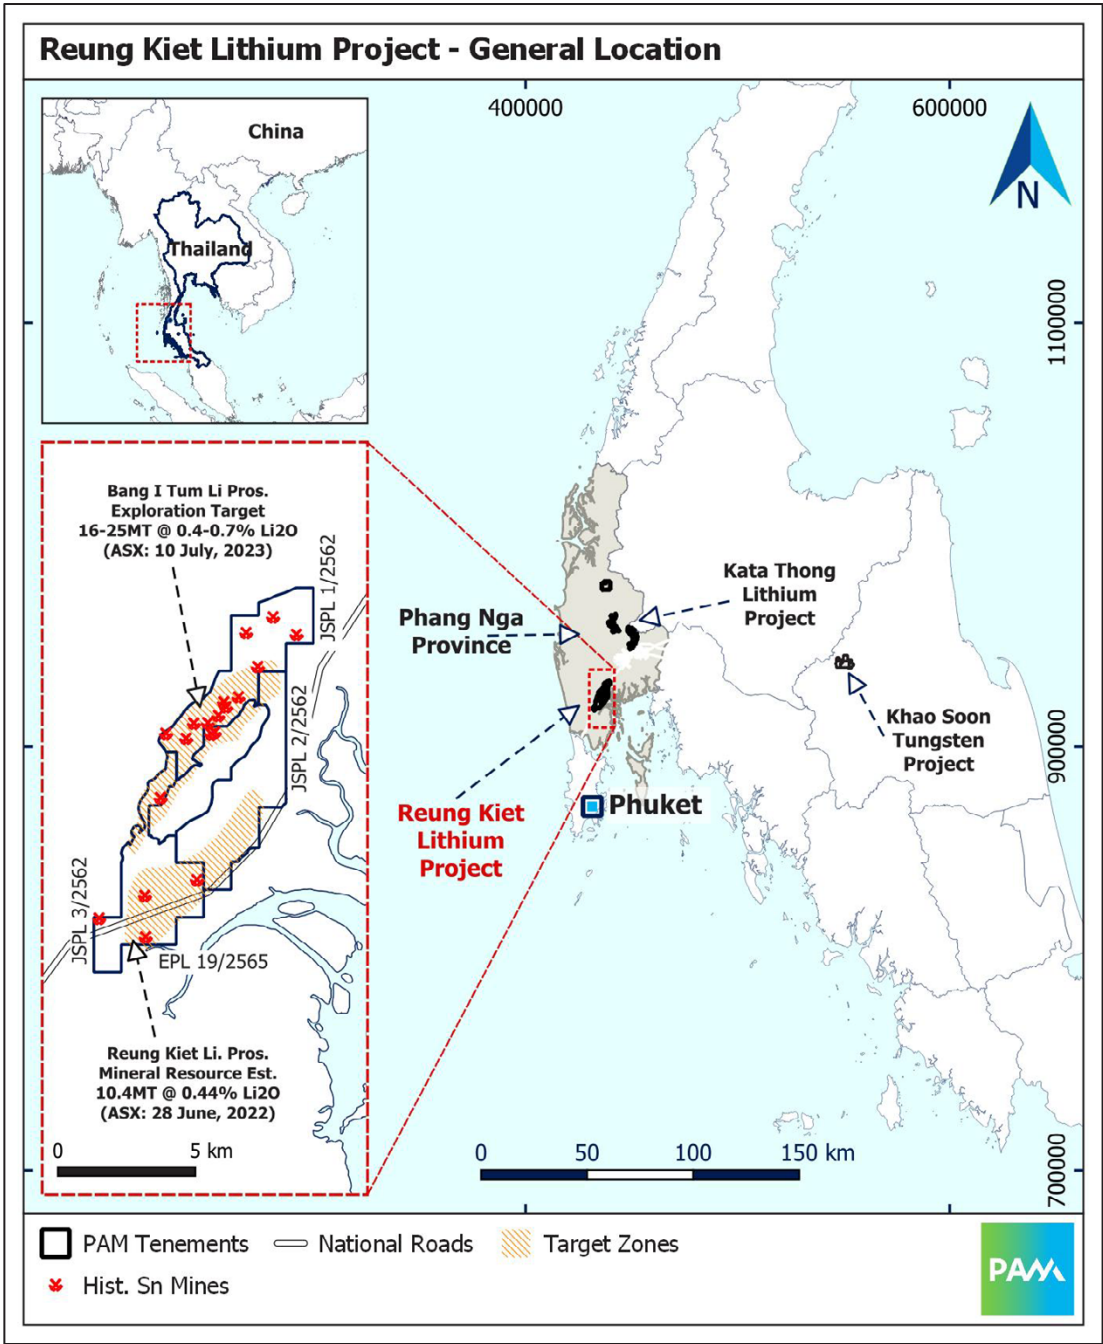 Reung Kiet Lithium Project - General Location
400000
600000
N
China
Thailand
1100000
Bang I Tum Li Pros.
Exploration Target
16-25MT @ 0.4-0.7% Li2O
(ASX: 10 July, 2023)
JSPL 1/2562
JSPL 2/2562
JSPL 3/2562
EPL 19/2565
Reung Kiet Li. Pros.
Mineral Resource Est.
10.4MT @ 0.44% Li2O
(ASX: 28 June, 2022)
0 5 km
Phang Nga
Province
Kata Thong
Lithium
Project
Khao Soon
Tungsten
Project
900000
Reung Kiet
Lithium
Project
Phuket
0 50 100 150 km
700000
PAM Tenements
National Roads
Target Zones
Hist. Sn Mines
PAM